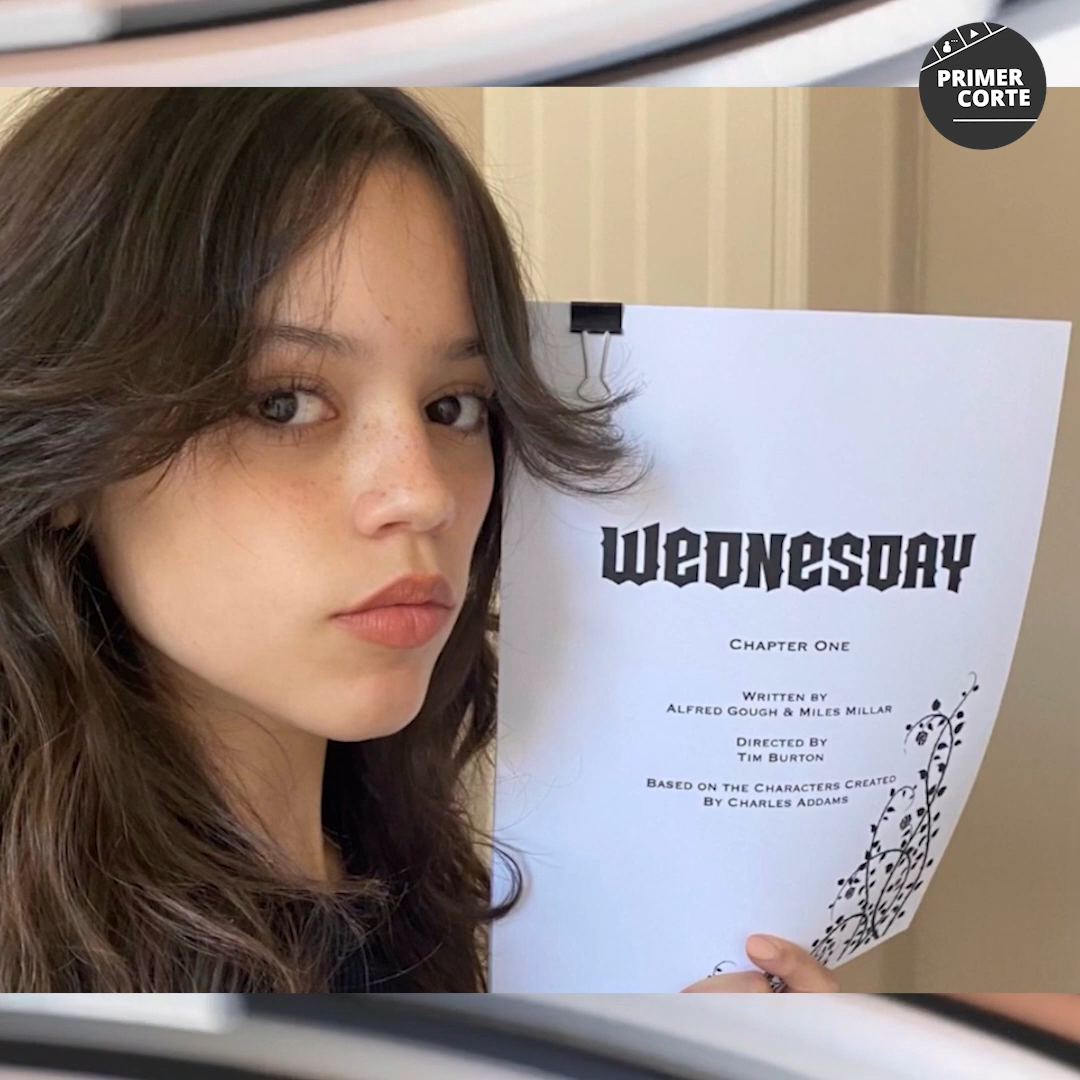 PRIMER
CORTE
WEDNESDAY
CHAPTER ONE
WRITTEN BY
ALFRED GOUGH & MILES MILLAR
DIRECTED BY
TIM BURTON
BASED ON THE CHARACTERS CREATED
BY CHARLES ADDAMS